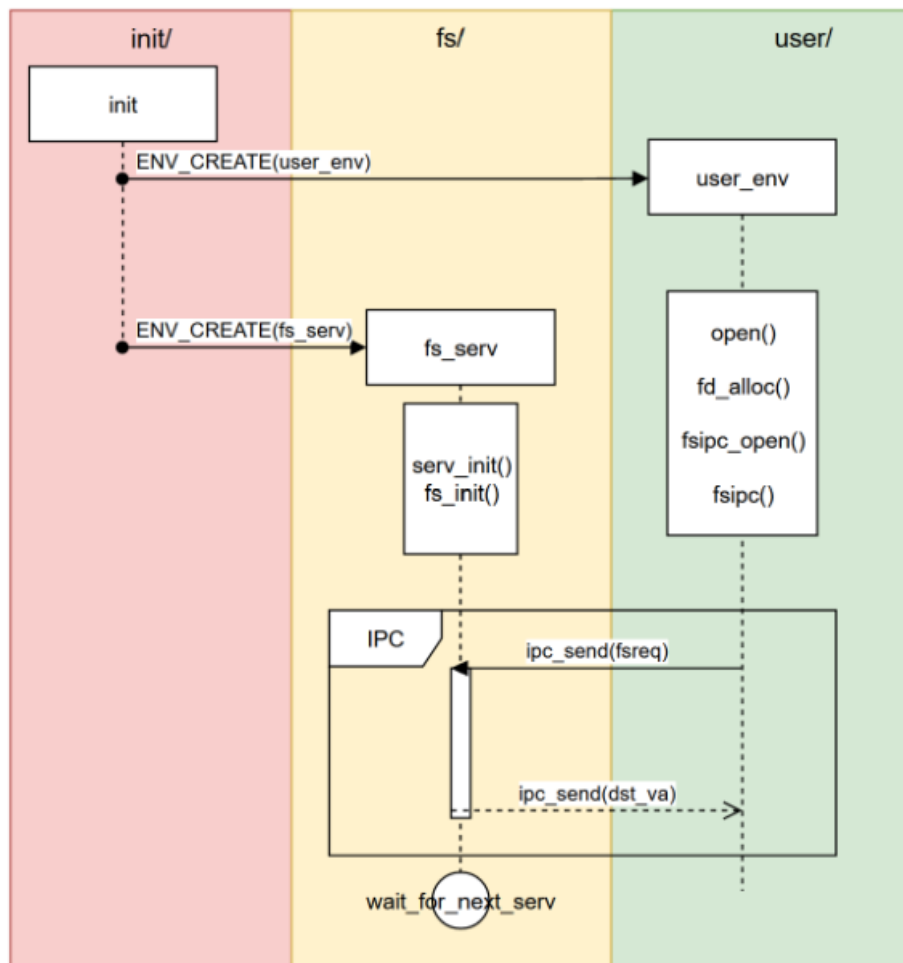 init/
fs/
user/
init
ENV_CREATE(user_env)
user_env
ENV_CREATE(fs_serv)
fs_serv
open()
fd_alloc()
fsipc_open()
fsipc()
serv_init()
fs_init()
IPC
ipc_send(fsreq)
ipc_send(dst_va)
wait_for_next_serv